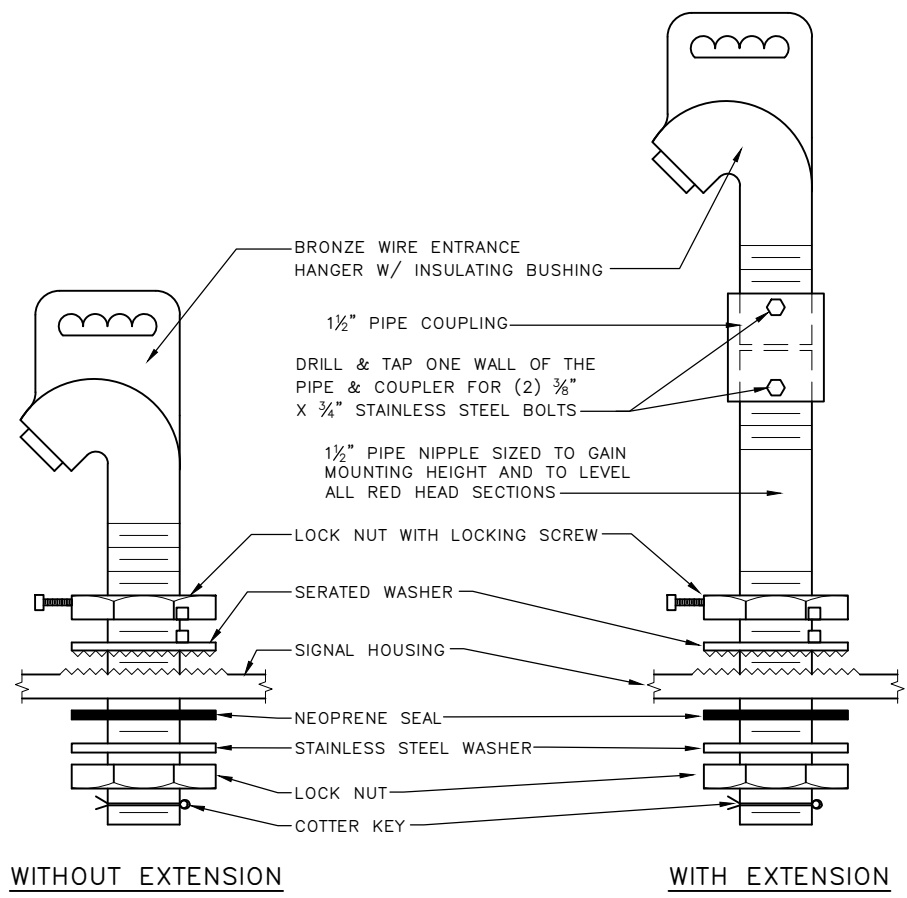 BRONZE WIRE ENTRANCE
HANGER W/ INSULATING BUSHING
1½" PIPE COUPLING
DRILL & TAP ONE WALL OF THE
PIPE & COUPLER FOR (2) ⅜"
X ¾" STAINLESS STEEL BOLTS
1½" PIPE NIPPLE SIZED TO GAIN
MOUNTING HEIGHT AND TO LEVEL
ALL RED HEAD SECTIONS
LOCK NUT WITH LOCKING SCREW
SERATED WASHER
SIGNAL HOUSING
NEOPRENE SEAL
STAINLESS STEEL WASHER
LOCK NUT
COTTER KEY
WITHOUT EXTENSION
WITH EXTENSION